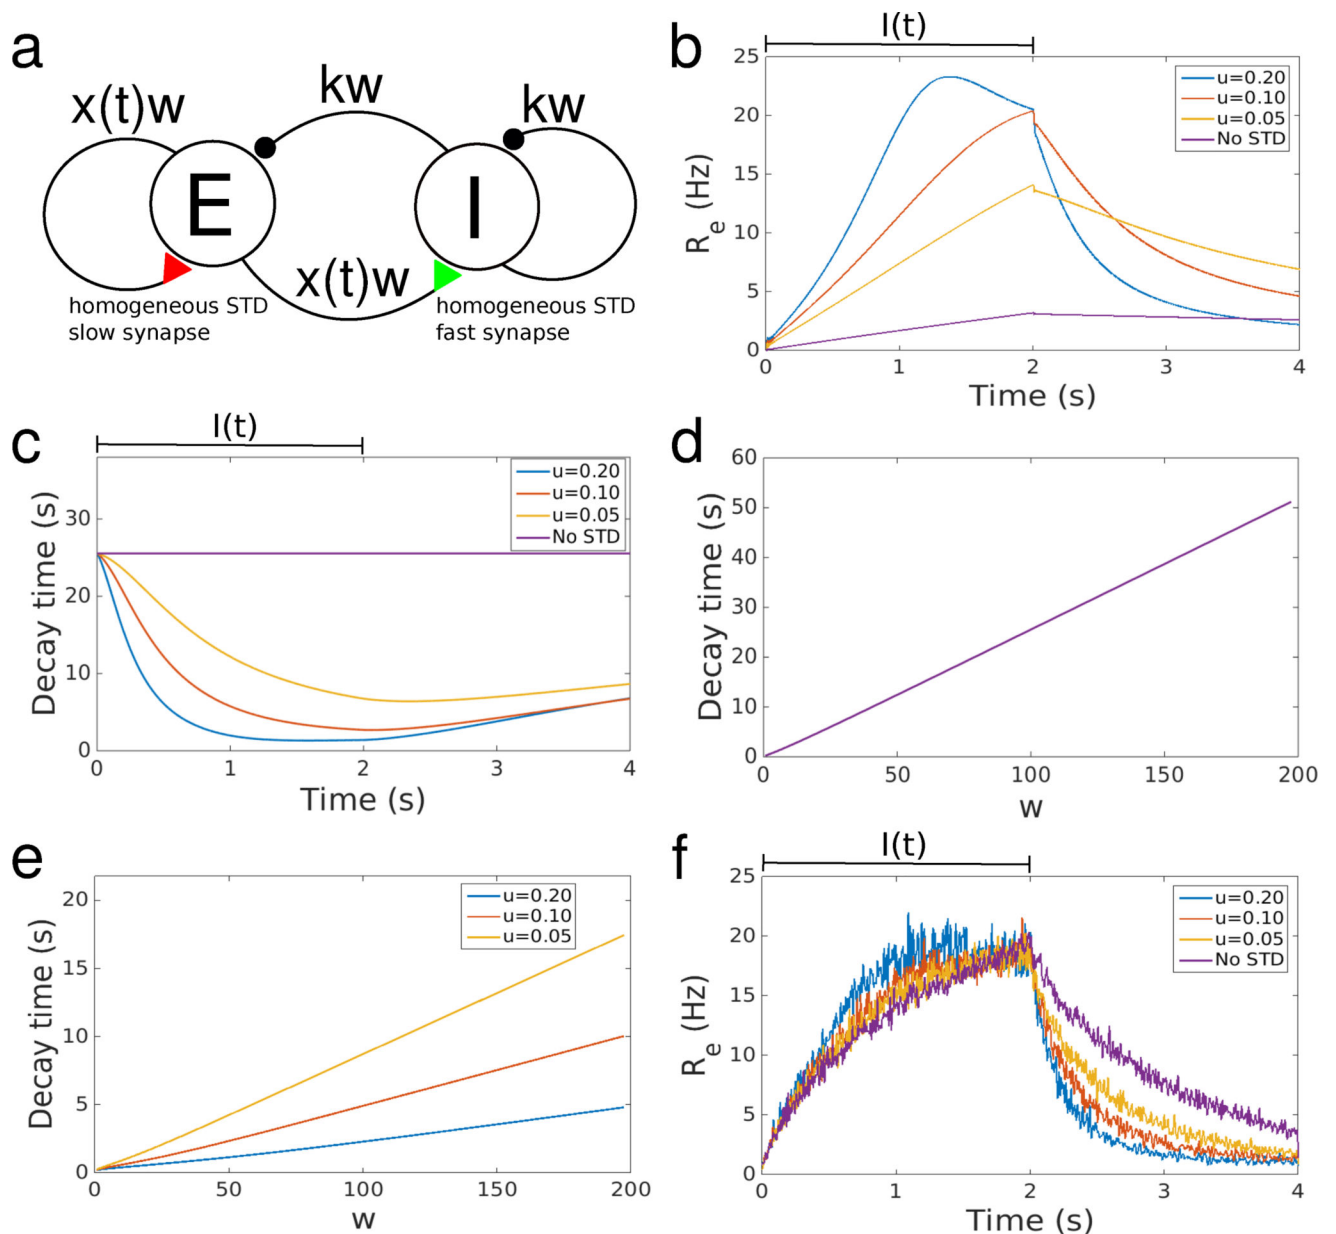 a
x(t)w
kw
kw
E
I
x(t)w
homogeneous STD
slow synapse
homogeneous STD
fast synapse
b
I(t)
25
20
15
10
5
0
0
1
2
3
4
R_e (Hz)
Time (s)
u=0.20
u=0.10
u=0.05
No STD
c
I(t)
30
20
10
0
0
1
2
3
4
Decay time (s)
Time (s)
u=0.20
u=0.10
u=0.05
No STD
d
60
50
40
30
20
10
0
0
50
100
150
200
Decay time (s)
w
e
20
15
10
5
0
0
50
100
150
200
Decay time (s)
w
u=0.20
u=0.10
u=0.05
f
I(t)
25
20
15
10
5
0
0
1
2
3
4
R_e (Hz)
Time (s)
u=0.20
u=0.10
u=0.05
No STD